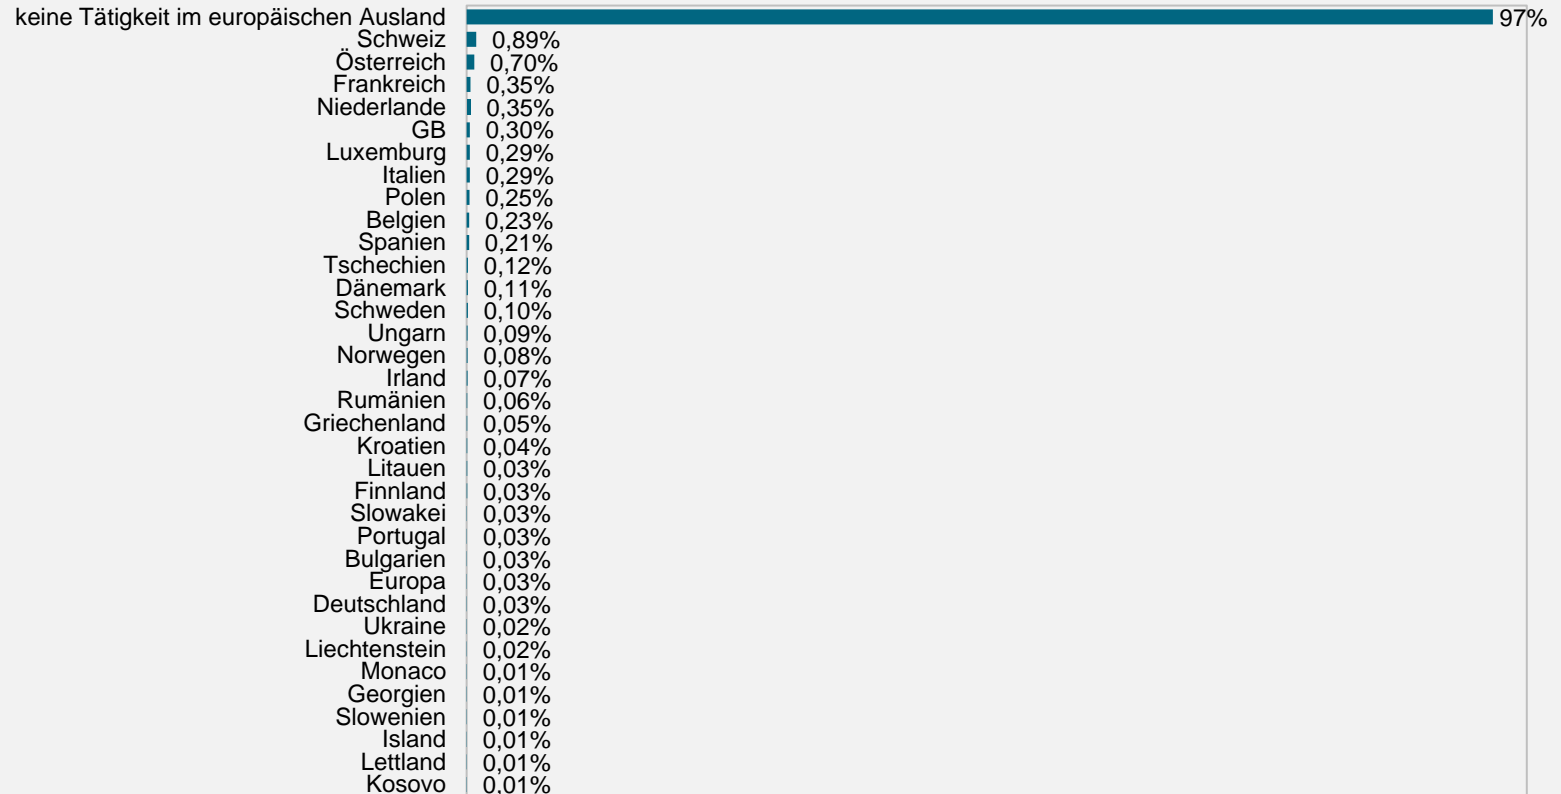 keine Tätigkeit im europäischen Ausland 97%
Schweiz 0,89%
Österreich 0,70%
Frankreich 0,35%
Niederlande 0,35%
GB 0,30%
Luxemburg 0,29%
Italien 0,29%
Polen 0,25%
Belgien 0,23%
Spanien 0,21%
Tschechien 0,12%
Dänemark 0,11%
Schweden 0,10%
Ungarn 0,09%
Norwegen 0,08%
Irland 0,07%
Rumänien 0,06%
Griechenland 0,05%
Kroatien 0,04%
Litauen 0,03%
Finnland 0,03%
Slowakei 0,03%
Portugal 0,03%
Bulgarien 0,03%
Europa 0,03%
Deutschland 0,03%
Ukraine 0,02%
Liechtenstein 0,02%
Monaco 0,01%
Georgien 0,01%
Slowenien 0,01%
Island 0,01%
Lettland 0,01%
Kosovo 0,01%